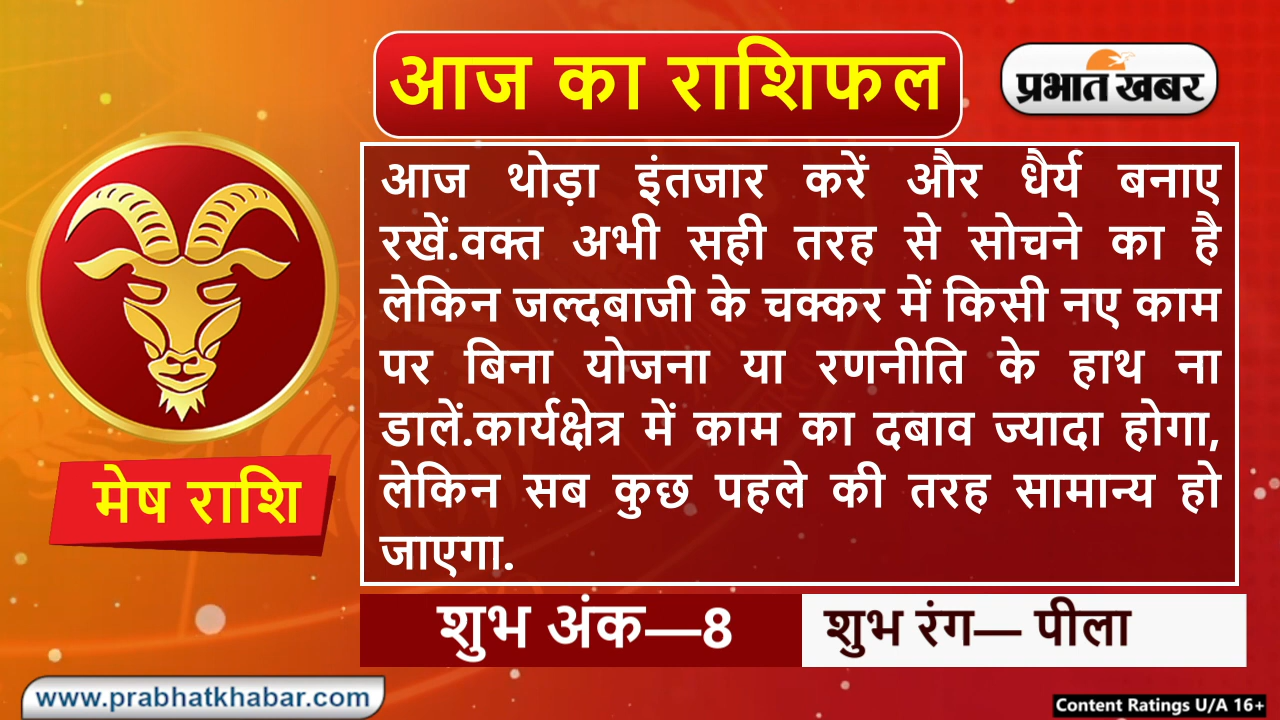 आज का राशिफल
प्रभात खबर
आज थोड़ा इंतजार करें और धैर्य बनाए
रखें.वक्त अभी सही तरह से सोचने का है
लेकिन जल्दबाजी के चक्कर में किसी नए काम
पर बिना योजना या रणनीति के हाथ ना
डालें.कार्यक्षेत्र में काम का दबाव ज्यादा होगा,
लेकिन सब कुछ पहले की तरह सामान्य हो
जाएगा.
मेष राशि
शुभ अंक—8
शुभ रंग— पीला
www.prabhatkhabar.com
Content Ratings U/A 16+